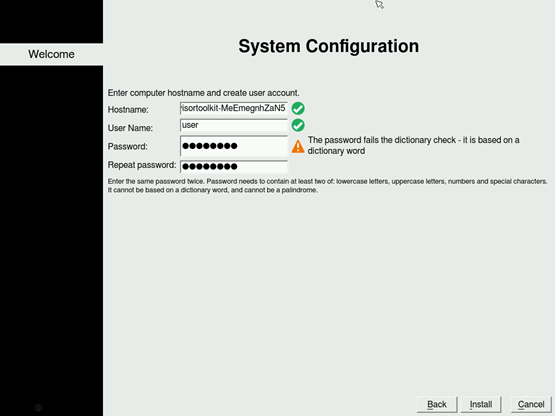 Welcome
System Configuration
Enter computer hostname and create user account.
Hostname: isortoolkit-MeEmegnhZaN5
User Name: user
Password: ●●●●●●●● The password fails the dictionary check - it is based on a
dictionary word
Repeat password: ●●●●●●●●
Enter the same password twice. Password needs to contain at least two of: lowercase letters, uppercase letters, numbers and special characters.
It cannot be based on a dictionary word, and cannot be a palindrome.
Back Install Cancel